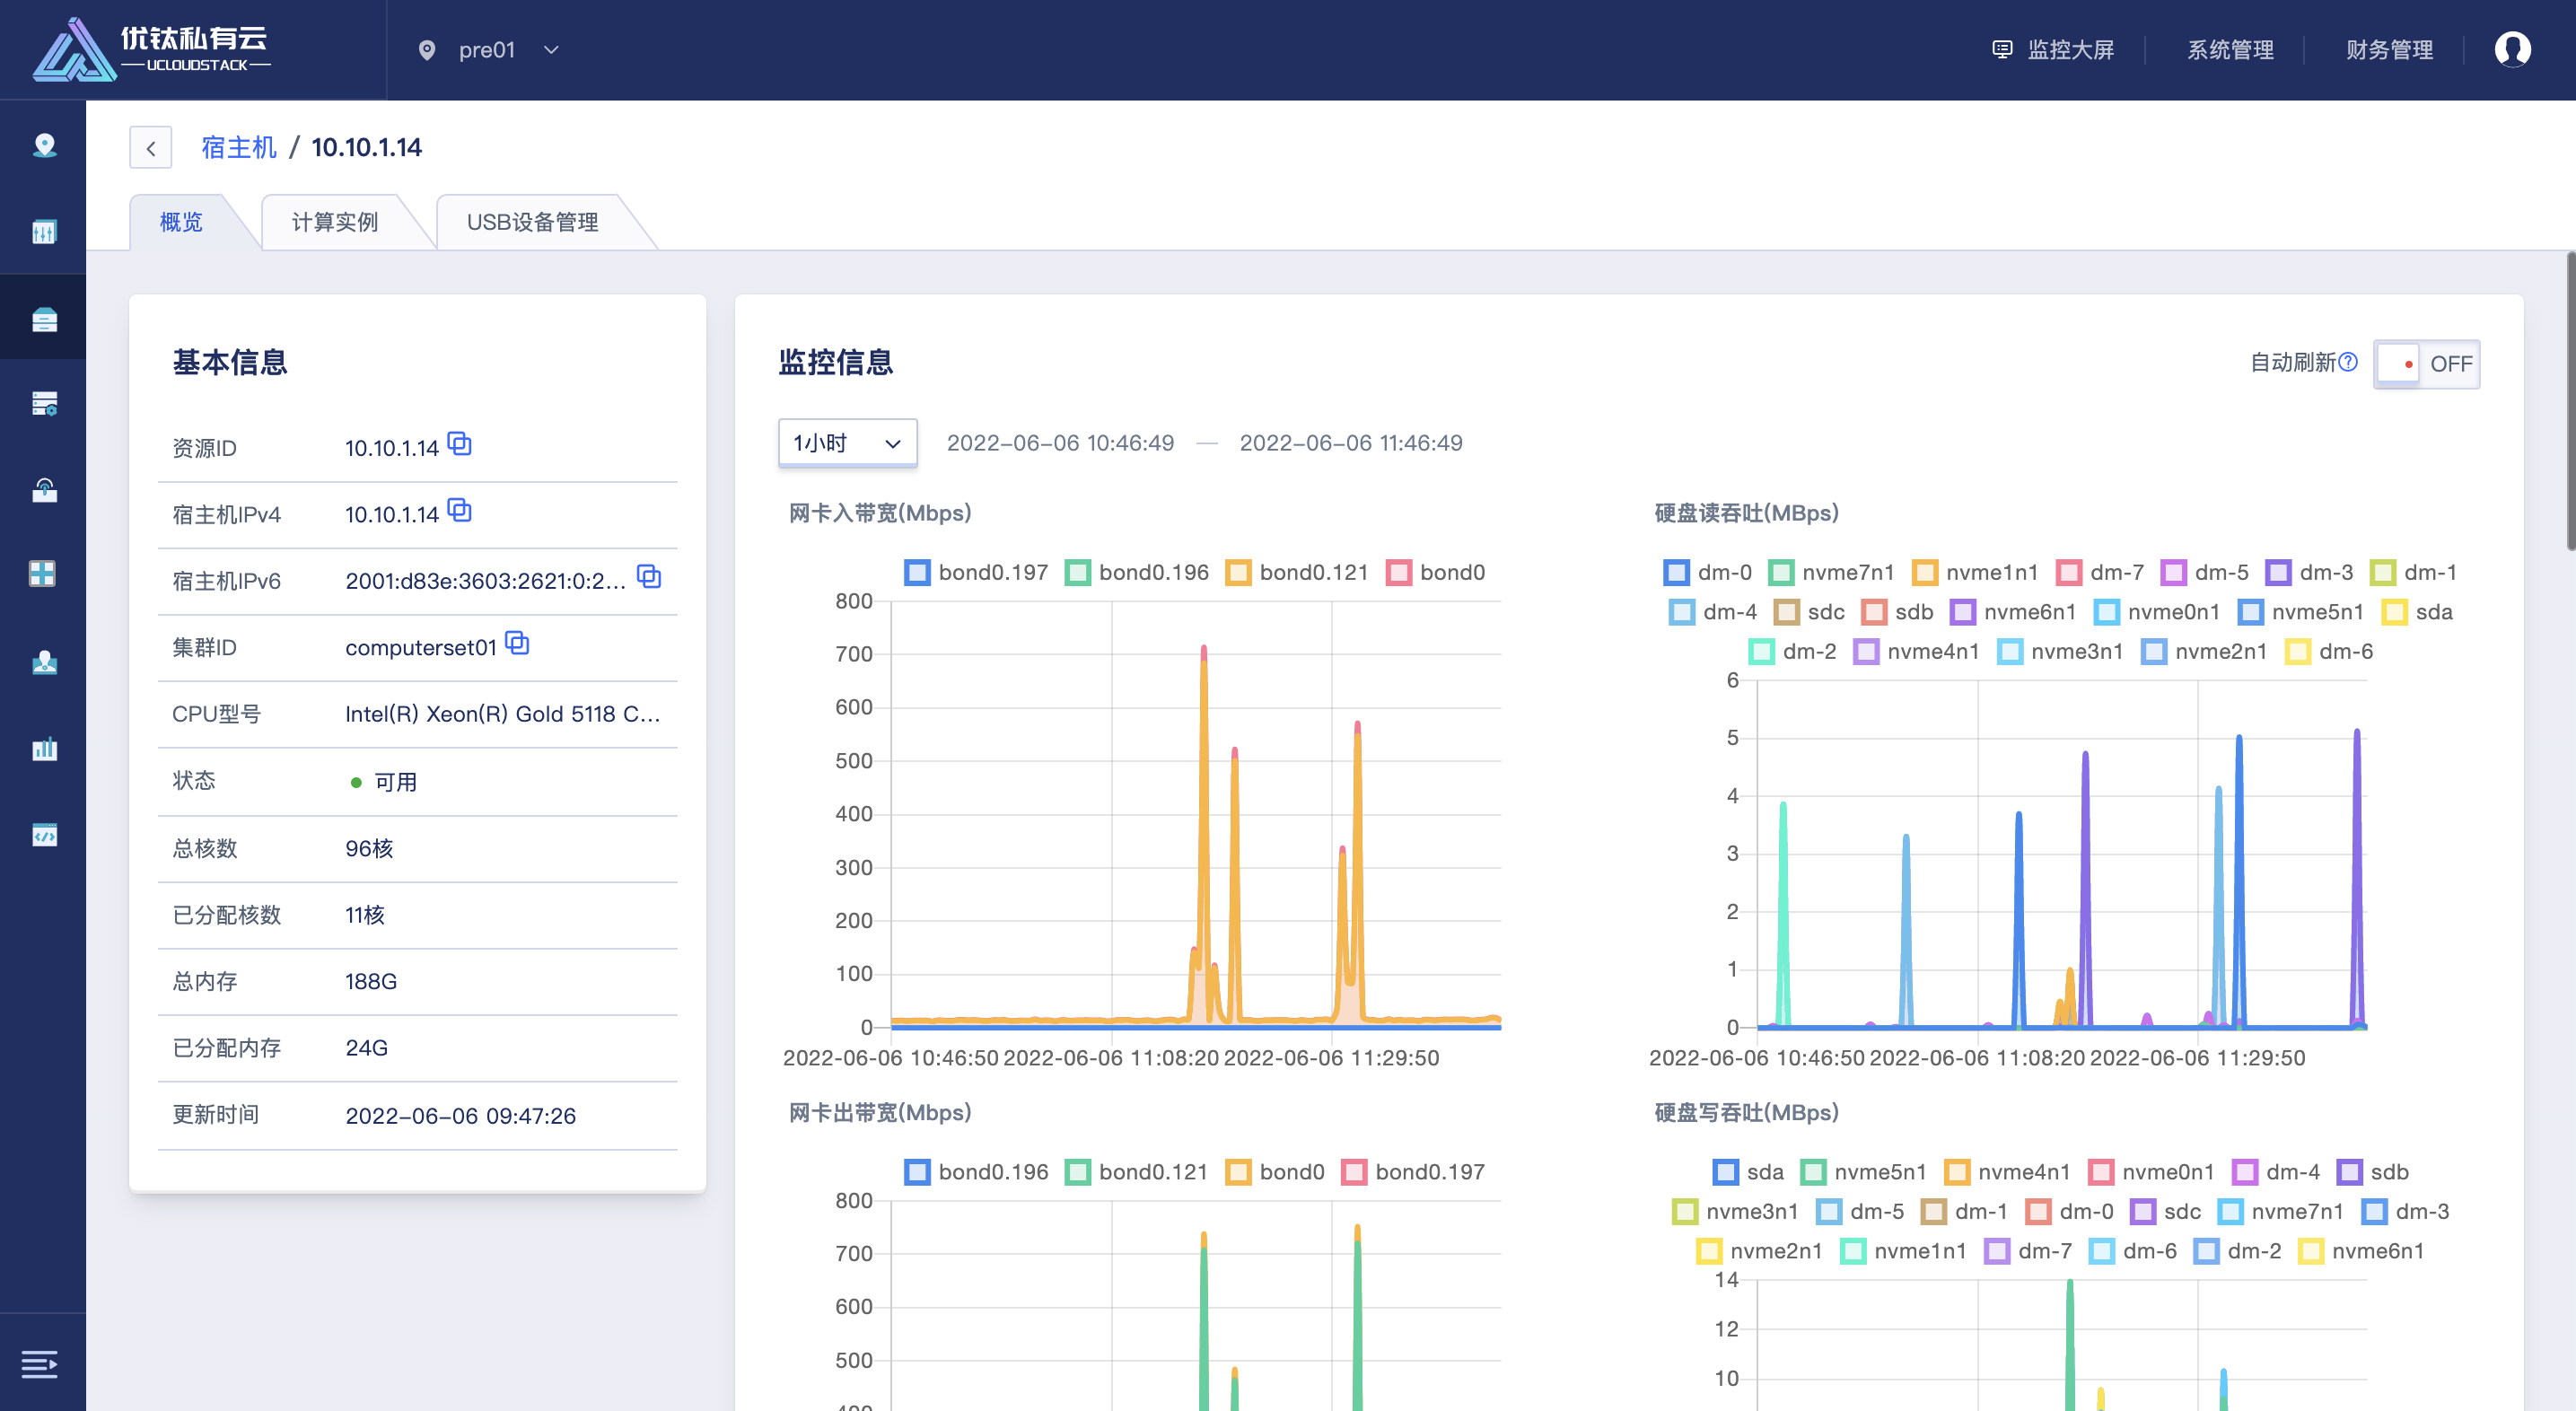 优钛私有云
UCLOUDSTACK
pre01
监控大屏
系统管理
财务管理
宿主机 / 10.10.1.14
概览
计算实例
USB设备管理
基本信息
资源ID 10.10.1.14
宿主机IPv4 10.10.1.14
宿主机IPv6 2001:d83e:3603:2621:0:2...
集群ID computerset01
CPU型号 Intel(R) Xeon(R) Gold 5118 C...
状态 可用
总核数 96核
已分配核数 11核
总内存 188G
已分配内存 24G
更新时间 2022-06-06 09:47:26
监控信息
自动刷新 OFF
1小时 2022-06-06 10:46:49 — 2022-06-06 11:46:49
网卡入带宽(Mbps)
bond0.197 bond0.196 bond0.121 bond0
800
700
600
500
400
300
200
100
0
2022-06-06 10:46:50 2022-06-06 11:08:20 2022-06-06 11:29:50
硬盘读吞吐(MBps)
dm-0 nvme7n1 nvme1n1 dm-7 dm-5 dm-3 dm-1
dm-4 sdc sdb nvme6n1 nvme0n1 nvme5n1 sda
dm-2 nvme4n1 nvme3n1 nvme2n1 dm-6
6
5
4
3
2
1
0
2022-06-06 10:46:50 2022-06-06 11:08:20 2022-06-06 11:29:50
网卡出带宽(Mbps)
bond0.196 bond0.121 bond0 bond0.197
800
700
600
500
400
硬盘写吞吐(MBps)
sda nvme5n1 nvme4n1 nvme0n1 dm-4 sdb
nvme3n1 dm-5 dm-1 dm-0 sdc nvme7n1 dm-3
nvme2n1 nvme1n1 dm-7 dm-6 dm-2 nvme6n1
14
12
10